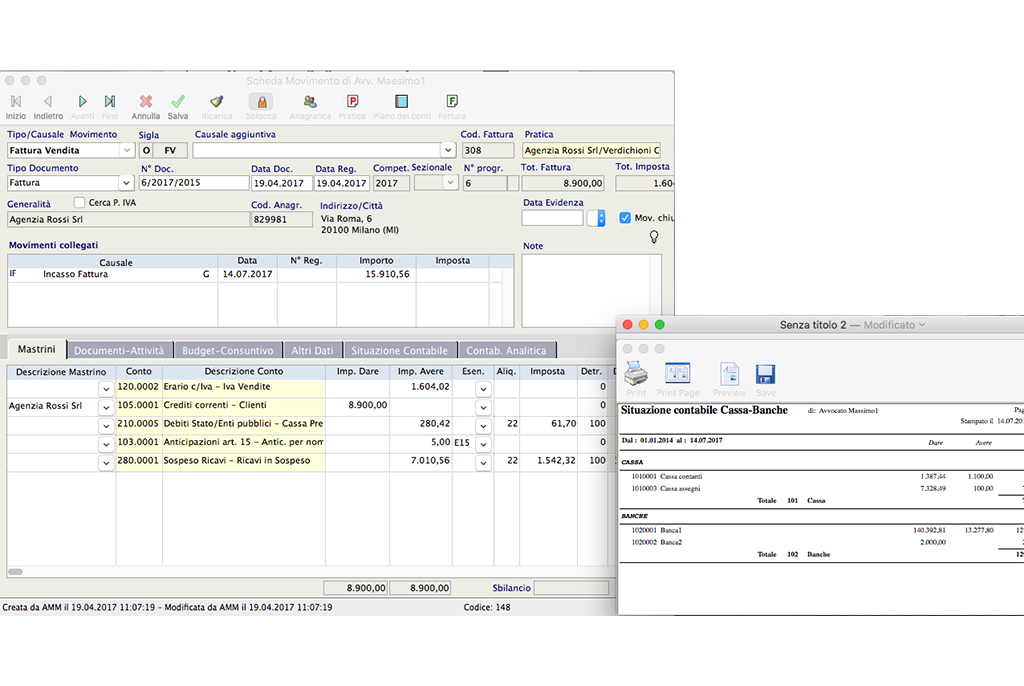 Scheda Movimento di Avv. Massimo1
Inizio Indietro Avanti Fine Annulla Salva Ricarica Sblocca Anagrafica Pratica Piano dei conti Fattura
Tipo/Causale Movimento Sigla Causale aggiuntiva Cod. Fattura Pratica
Fattura Vendita O FV 308 Agenzia Rossi Srl/Verdichioni C
Tipo Documento N° Doc. Data Doc. Data Reg. Compet. Sezionale N° progr. Tot. Fattura Tot. Imposta
Fattura 6/2017/2015 19.04.2017 19.04.2017 2017 6 8.900,00 1.60
Generalità Cerca P. IVA Cod. Anagr. Indirizzo/Città Data Evidenza
Agenzia Rossi Srl 829981 Via Roma, 6 Mov. chiu
20100 Milano (MI)
Movimenti collegati Note
Causale Data N° Reg. Importo Imposta
IF Incasso Fattura G 14.07.2017 15.910,56
Mastrini Documenti-Attività Budget-Consuntivo Altri Dati Situazione Contabile Contab. Analitica
Descrizione Mastrino Conto Descrizione Conto Imp. Dare Imp. Avere Esen. Aliq. Imposta Detr.
120.0002 Erario c/Iva - Iva Vendite 1.604,02 0
Agenzia Rossi Srl 105.0001 Crediti correnti - Clienti 8.900,00 0
210.0005 Debiti Stato/Enti pubblici - Cassa Pre 280,42 22 61,70 100
103.0001 Anticipazioni art. 15 - Antic. per nom 5,00 E15 0
280.0001 Sospeso Ricavi - Ricavi in Sospeso 7.010,56 22 1.542,32 100
8.900,00 8.900,00 Sbilancio
Creata da AMM il 19.04.2017 11:07:19 - Modificata da AMM il 19.04.2017 11:07:19 Codice: 148
Senza titolo 2 — Modificato
Print Print Page Preview Save
Situazione contabile Cassa-Banche di: Avvocato Massimo1 Pag
Stampato il 14.07.201
Dal : 01.01.2014 al : 14.07.2017 Dare Avere
CASSA
1010001 Cassa contanti 1.387,44 1.100,00
1010003 Cassa assegni 7.328,49 100,00
Totale 101 Cassa
BANCHE
1020001 Banca1 140.392,81 13.277,80 12
1020002 Banca2 2.000,00
Totale 102 Banche 12